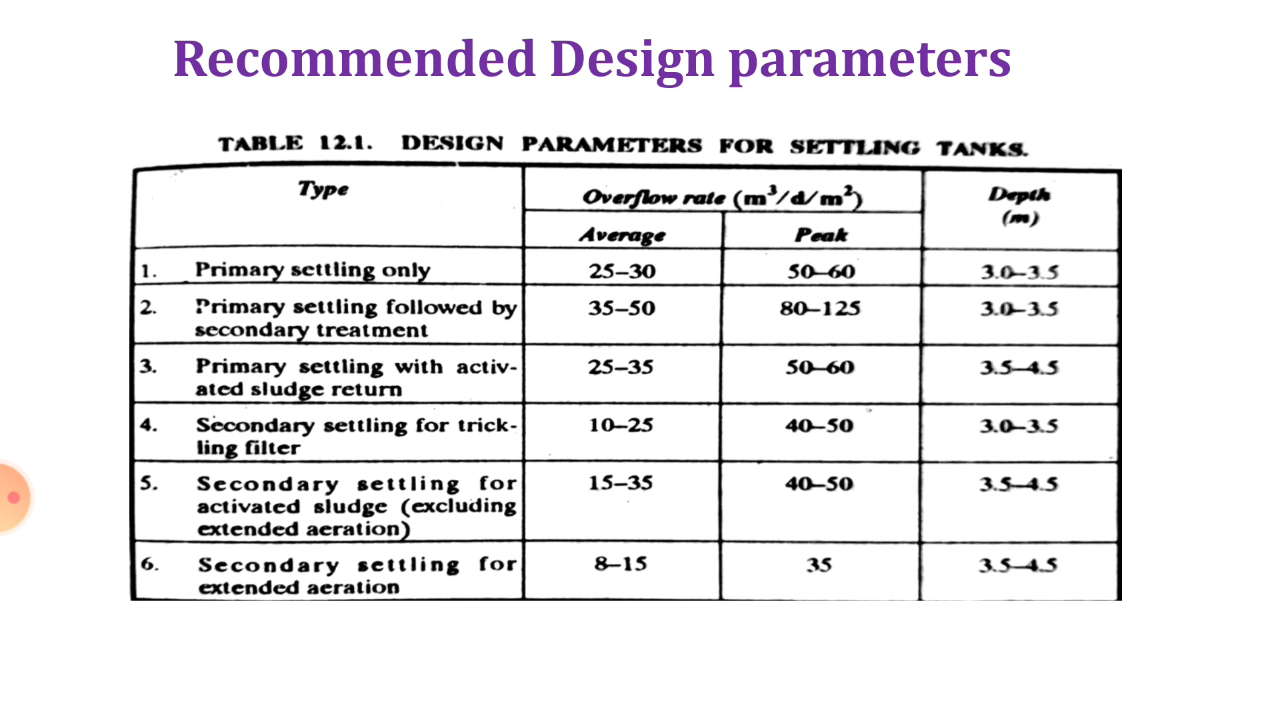 Recommended Design parameters
TABLE 12.1. DESIGN PARAMETERS FOR SETTLING TANKS.
Type
Overflow rate (m³/d/m²)
Depth
(m)
Average
Peak
1. Primary settling only 25–30 50–60 3.0–3.5
2. Primary settling followed by 35–50 80–125 3.0–3.5
secondary treatment
3. Primary settling with activ- 25–35 50–60 3.5–4.5
ated sludge return
4. Secondary settling for trick- 10–25 40–50 3.0–3.5
ling filter
5. Secondary settling for 15–35 40–50 3.5–4.5
activated sludge (excluding
extended aeration)
6. Secondary settling for 8–15 35 3.5–4.5
extended aeration